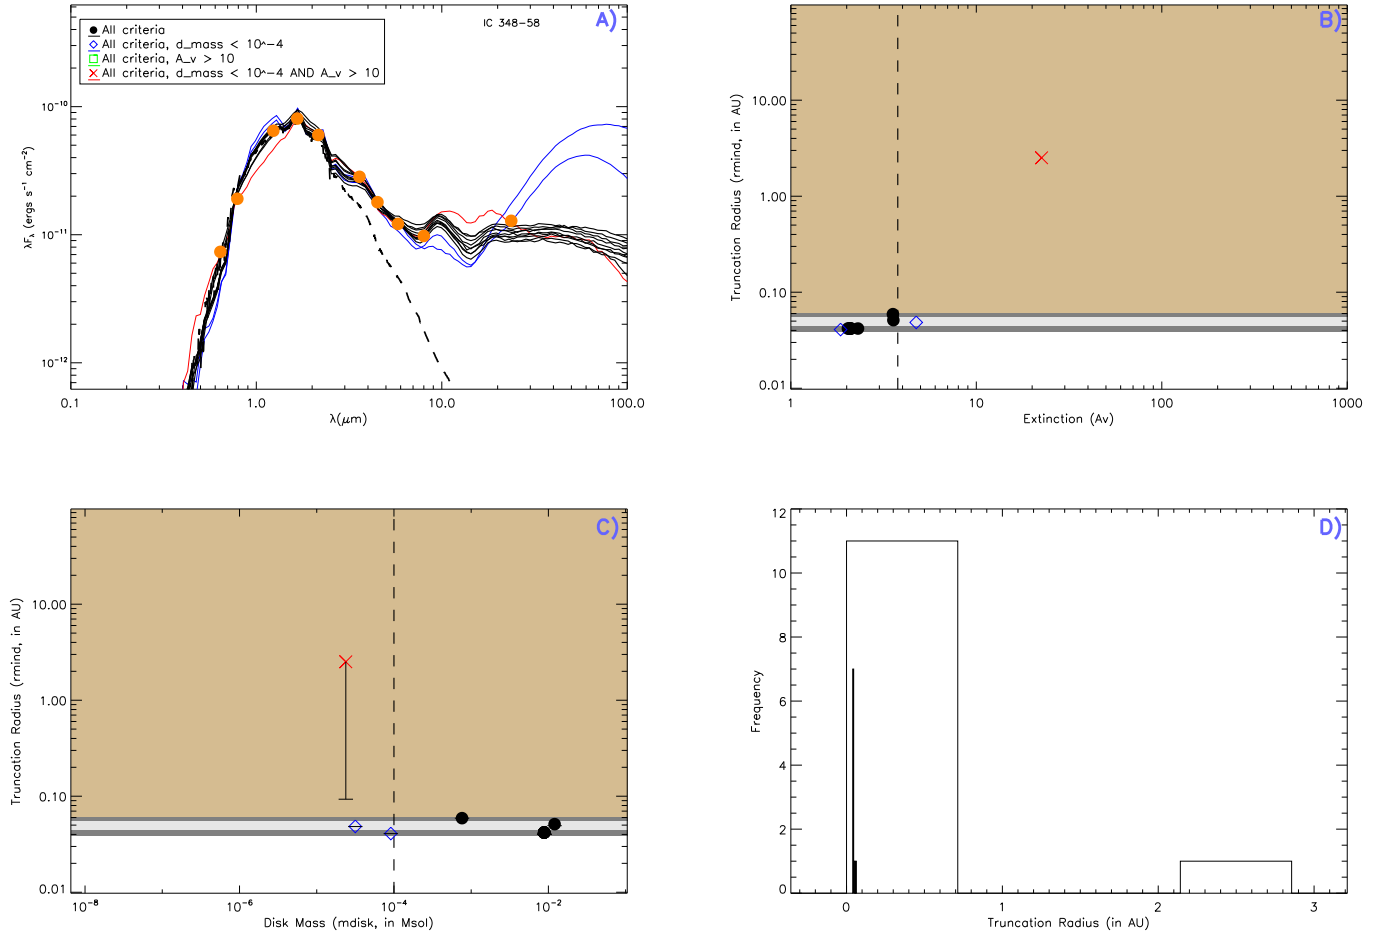 IC 348-58
A)
All criteria
All criteria, d_mass < 10^-4
All criteria, A_v > 10
All criteria, d_mass < 10^-4 AND A_v > 10
λFλ (ergs s⁻¹ cm⁻²)
10⁻¹⁰
10⁻¹¹
10⁻¹²
0.1 1.0 10.0 100.0
λ(μm)
B)
Truncation Radius (rmind, in AU)
10.00
1.00
0.10
0.01
1 10 100 1000
Extinction (Av)
C)
Truncation Radius (rmind, in AU)
10.00
1.00
0.10
0.01
10⁻⁸ 10⁻⁶ 10⁻⁴ 10⁻²
Disk Mass (mdisk, in Msol)
D)
Frequency
12
10
8
6
4
2
0
0 1 2 3
Truncation Radius (in AU)